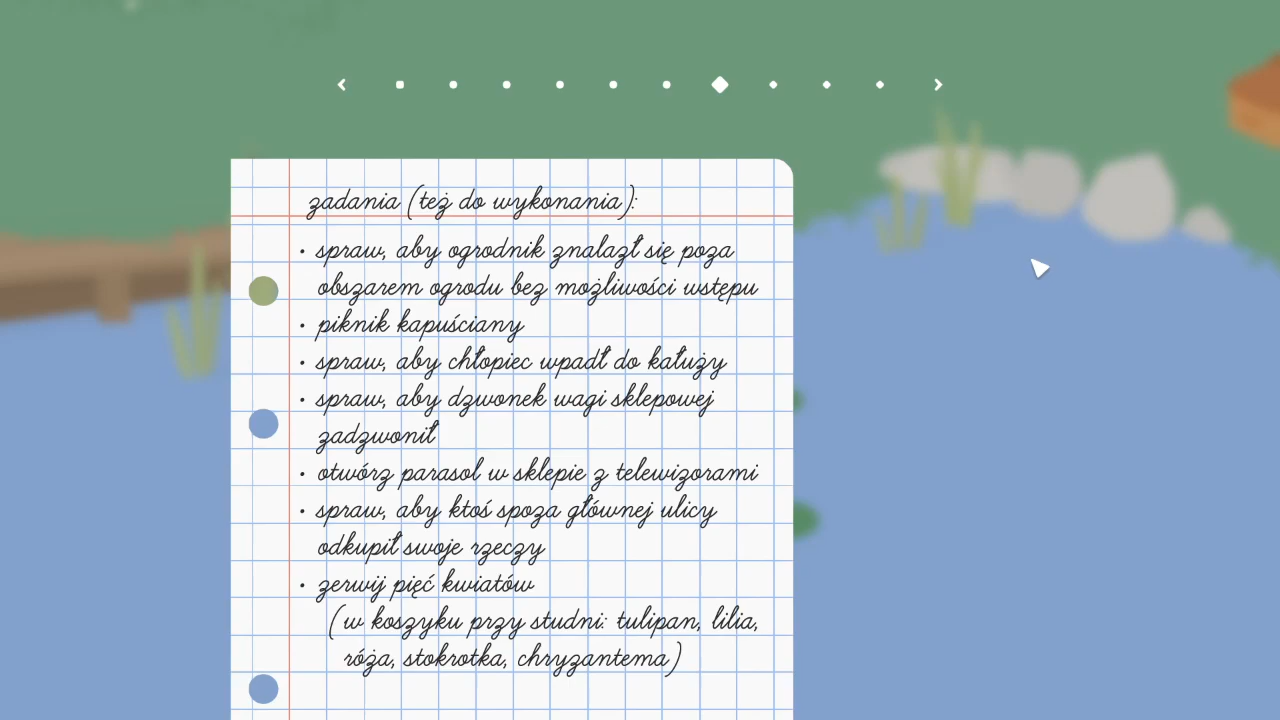 zadania (też do wykonania):
• spraw, aby ogrodnik znalazł się poza
obszarem ogrodu bez możliwości wstępu
• piknik kapuściany
• spraw, aby chłopiec wpadł do kałuży
• spraw, aby dzwonek wagi sklepowej
zadzwonił
• otwórz parasol w sklepie z telewizorami
• spraw, aby ktoś spoza głównej ulicy
odkupił swoje rzeczy
• zerwij pięć kwiatów
(w koszyku przy studni: tulipan, lilia,
róża, stokrotka, chryzantema)